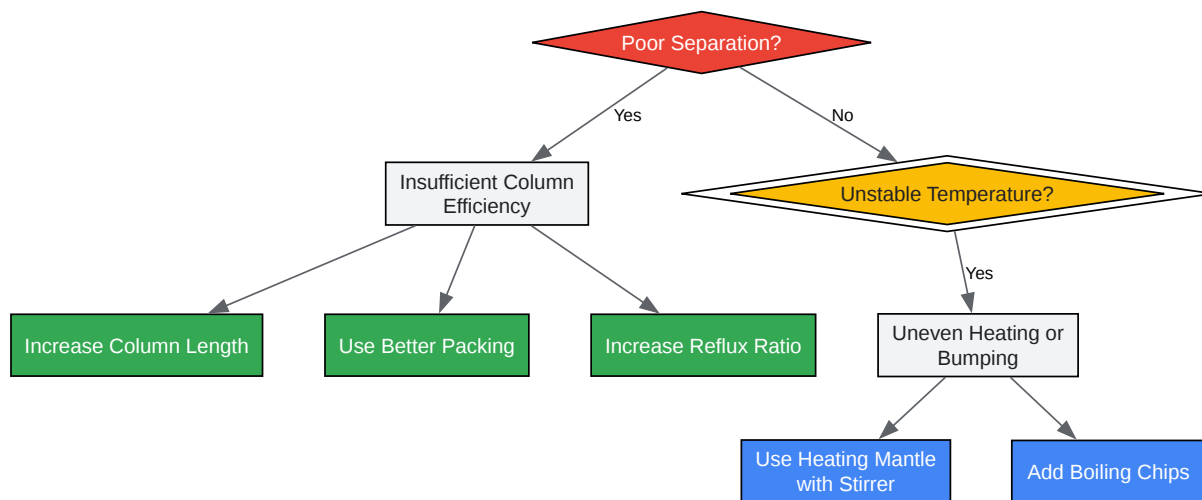 Poor Separation?
Yes
No
Insufficient Column
Efficiency
Unstable Temperature?
Yes
Increase Column Length
Use Better Packing
Increase Reflux Ratio
Uneven Heating or
Bumping
Use Heating Mantle
with Stirrer
Add Boiling Chips